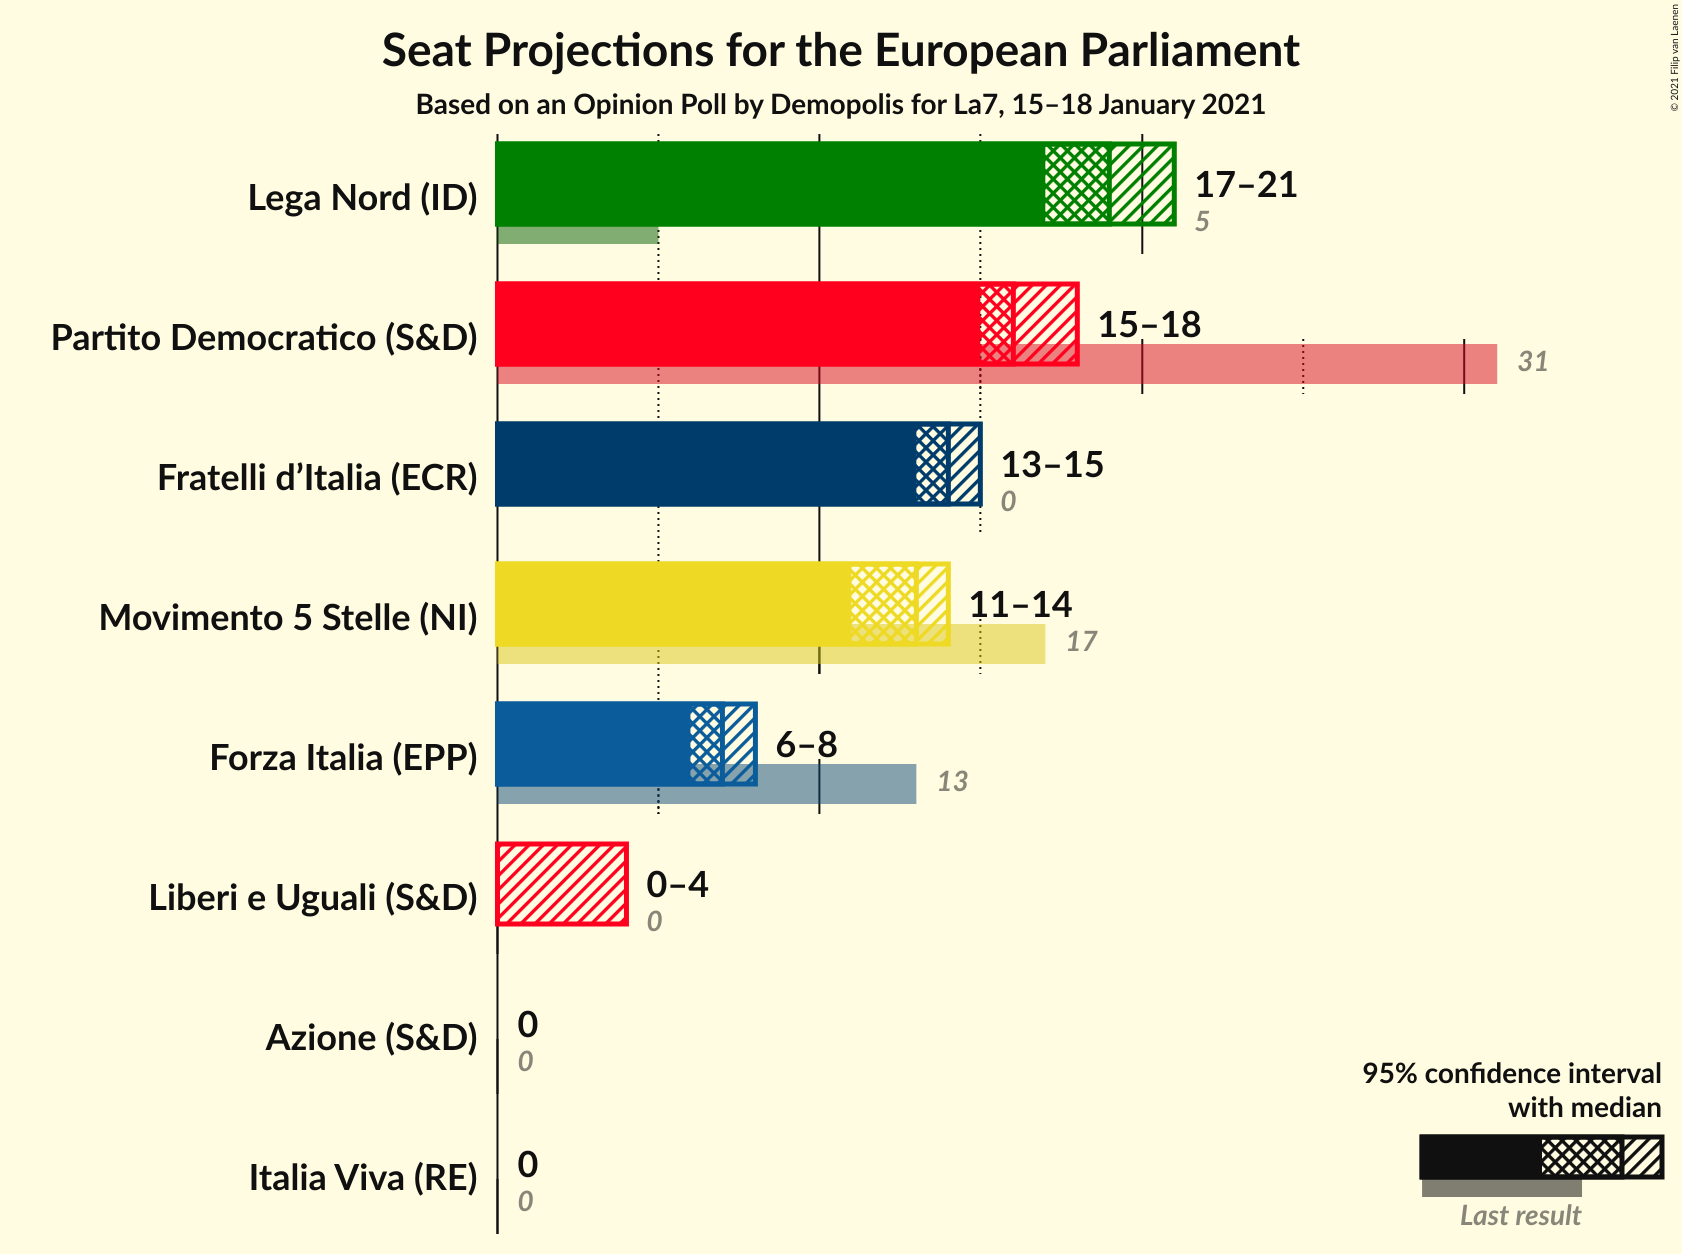 Seat Projections for the European Parliament
Based on an Opinion Poll by Demopolis for La7, 15–18 January 2021
© 2021 Filip van Laenen
Lega Nord (ID)
17–21
5
Partito Democratico (S&D)
15–18
31
Fratelli d’Italia (ECR)
13–15
0
Movimento 5 Stelle (NI)
11–14
17
Forza Italia (EPP)
6–8
13
Liberi e Uguali (S&D)
0–4
0
Azione (S&D)
0
0
Italia Viva (RE)
0
0
95% confidence interval
with median
Last result